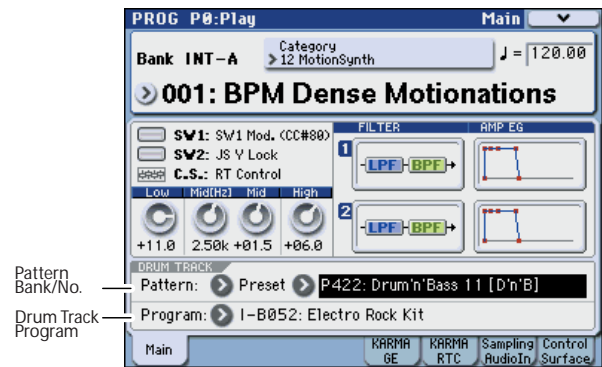 PROG P0:Play Main
Bank INT-A
Category
12 MotionSynth
♩ = 120.00
001: BPM Dense Motionations
SW1: SW1 Mod. (CC#80)
SW2: JS Y Lock
C.S.: RT Control
FILTER
AMP EG
Low Mid[Hz] Mid High
+11.0 2.50k +01.5 +06.0
1
LPF BPF
2
LPF BPF
DRUM TRACK
Pattern Bank/No.
Pattern: Preset P422: Drum'n'Bass 11 [D'n'B]
Drum Track Program
Program: I-B052: Electro Rock Kit
Main
KARMA GE
KARMA RTC
Sampling AudioIn
Control Surface